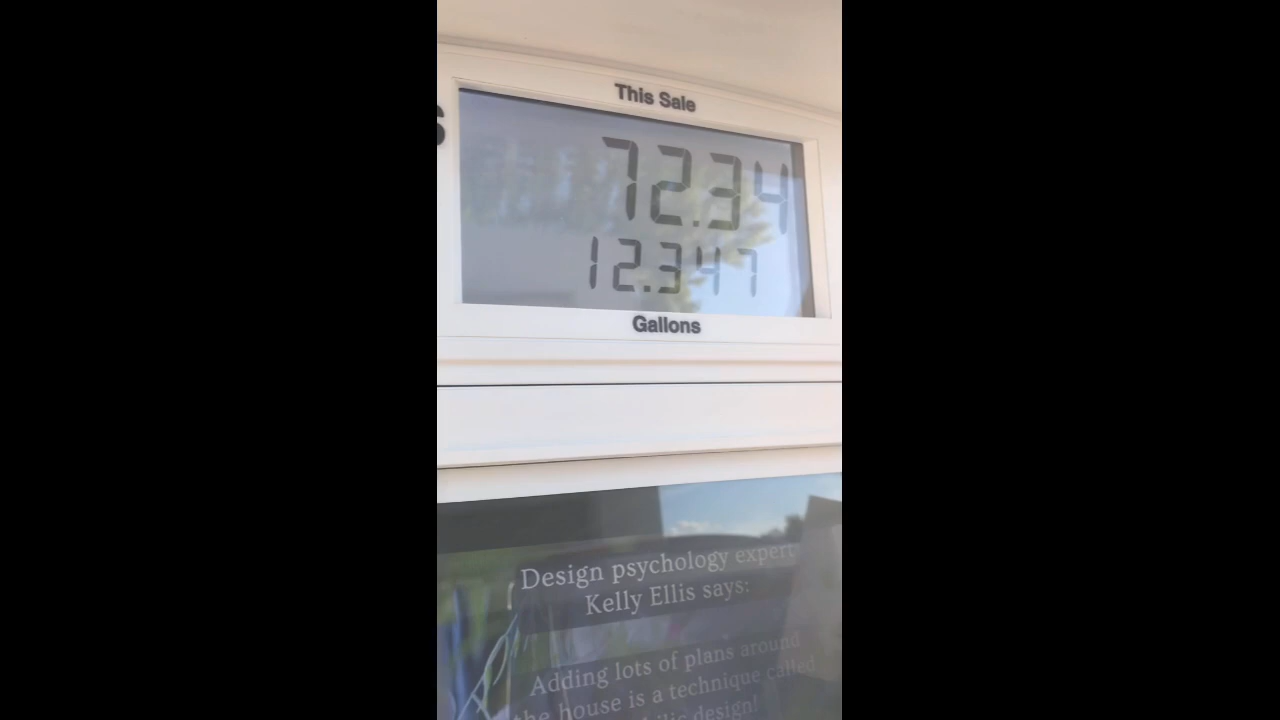 This Sale
72.34
12.347
Gallons
Design psychology expert
Kelly Ellis says:
Adding lots of plans around
the house is a technique called
design!